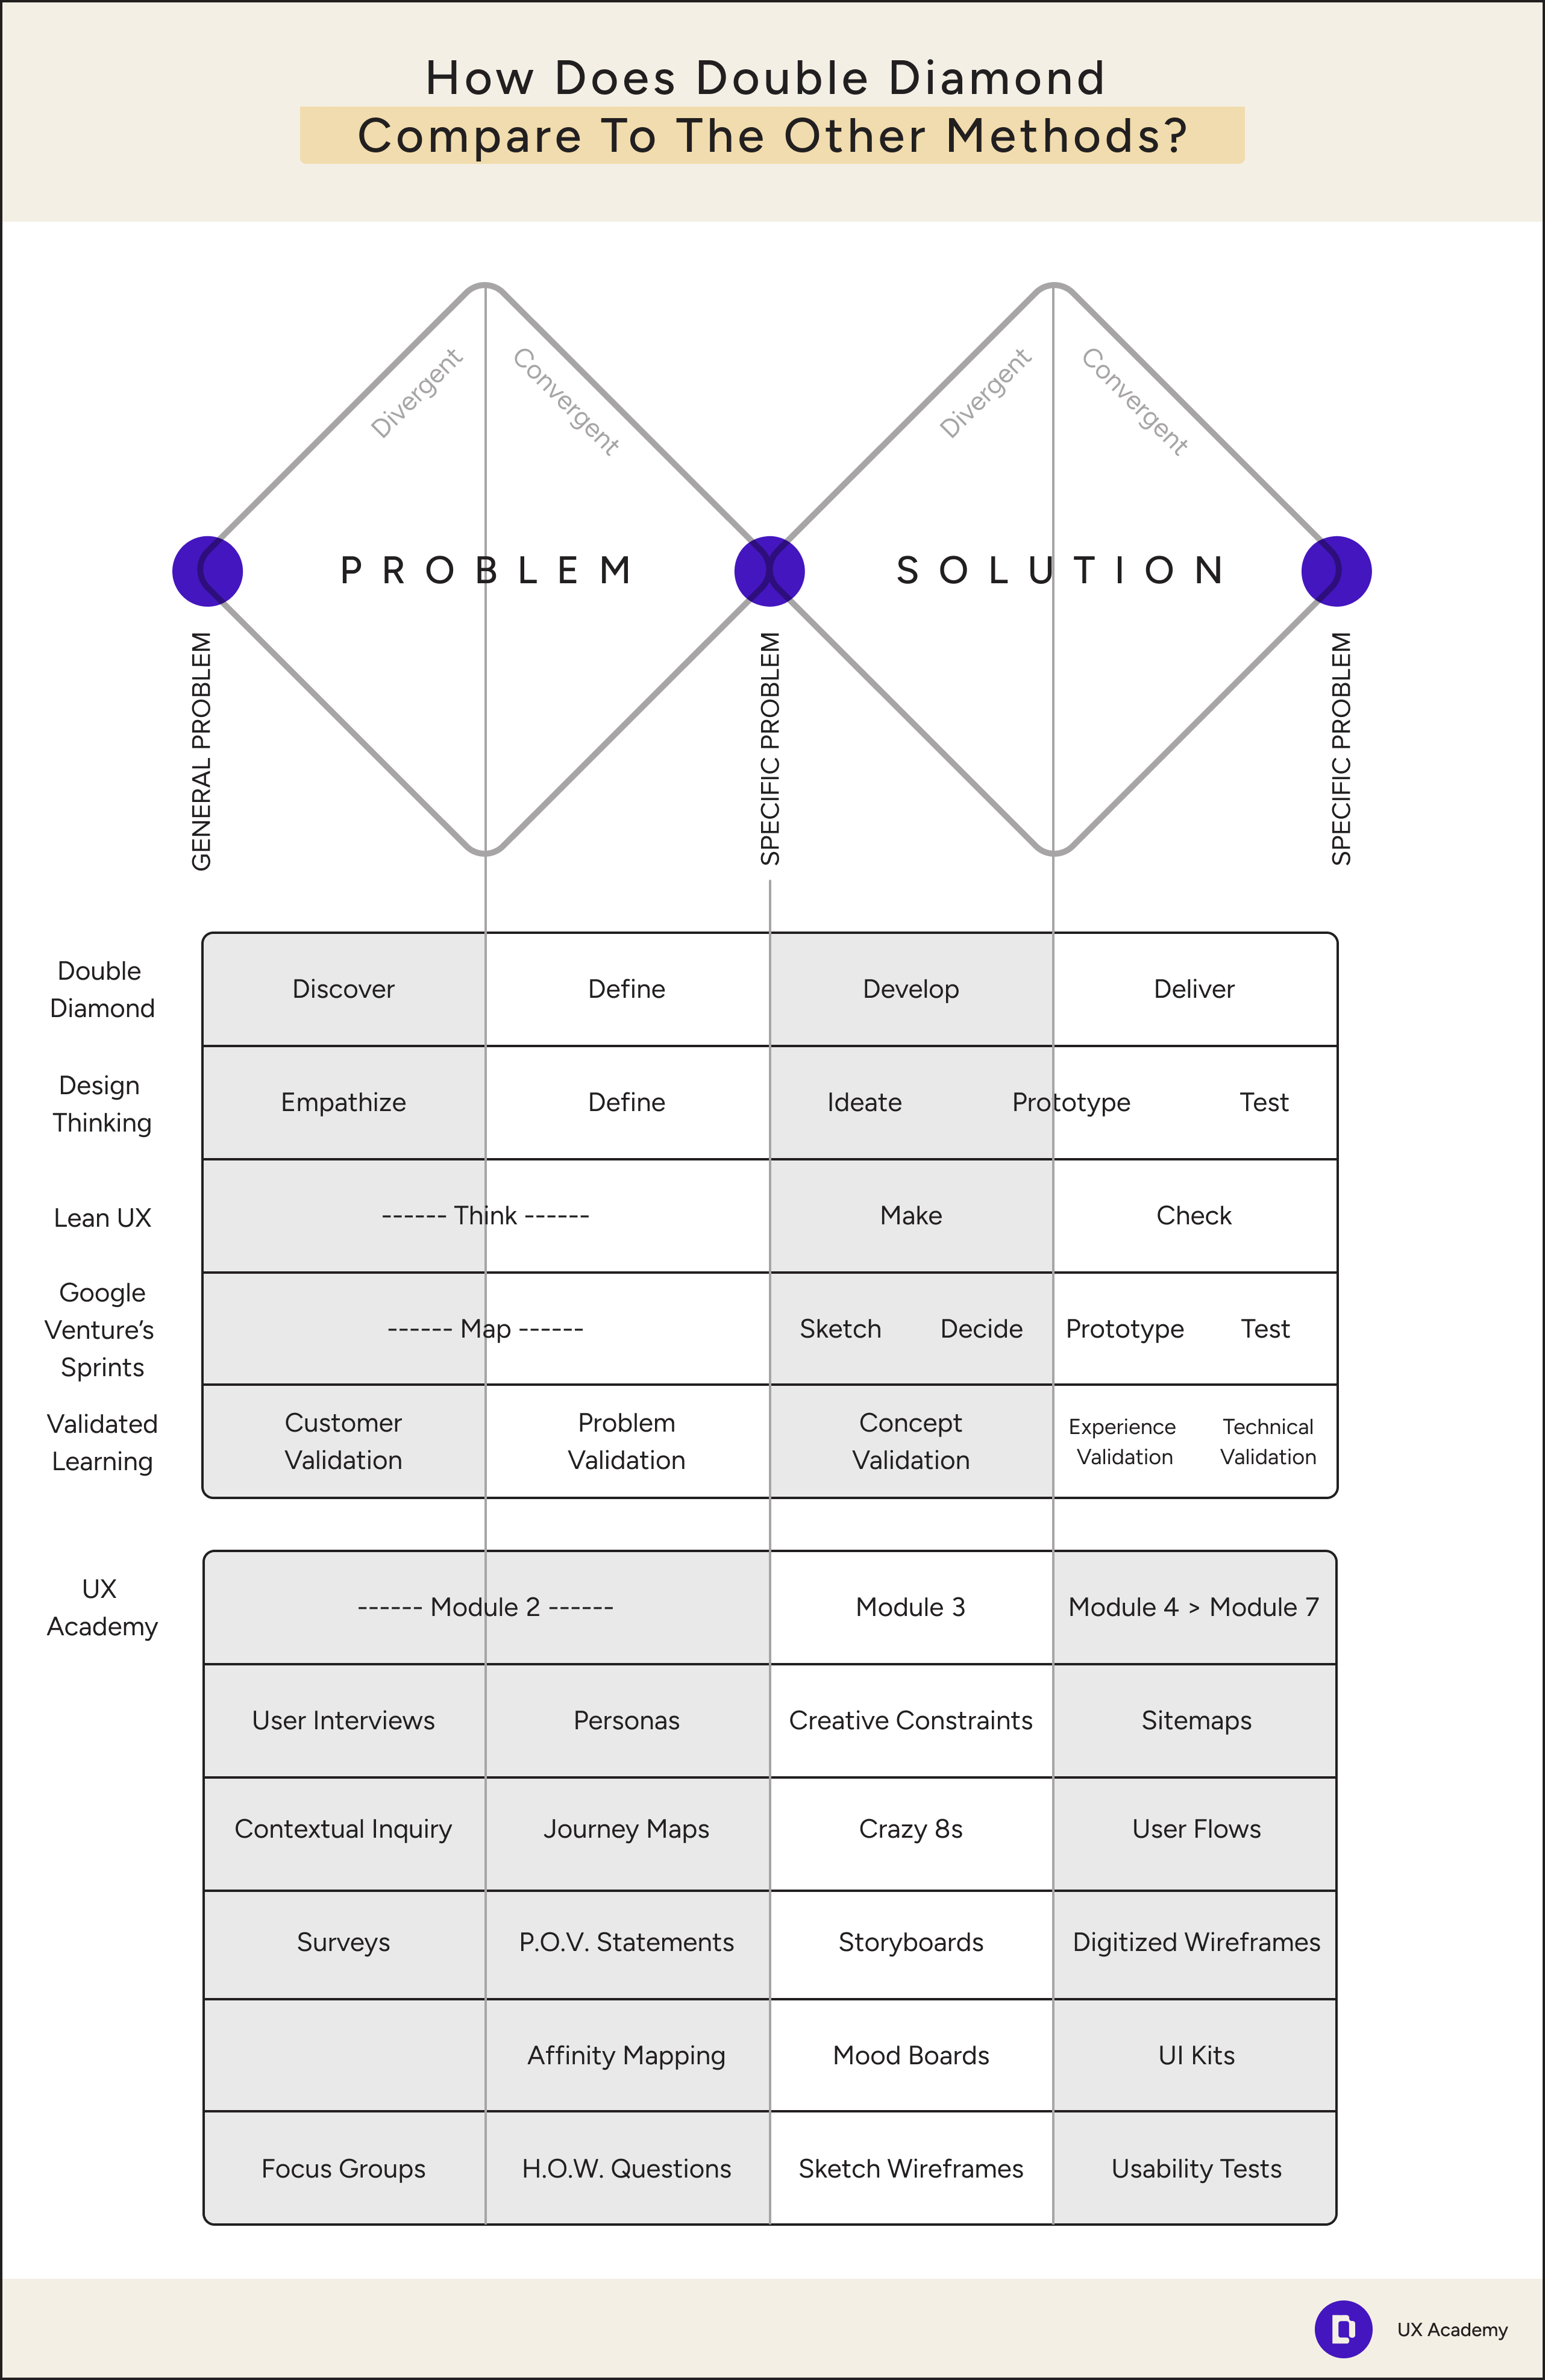 How Does Double Diamond
Compare To The Other Methods?
Divergent
Convergent
Divergent
Convergent
PROBLEM
SOLUTION
GENERAL PROBLEM
SPECIFIC PROBLEM
SPECIFIC PROBLEM
Double
Diamond
Discover
Define
Develop
Deliver
Design
Thinking
Empathize
Define
Ideate
Prototype
Test
Lean UX
------ Think ------
Make
Check
Google
Venture’s
Sprints
------ Map ------
Sketch
Decide
Prototype
Test
Validated
Learning
Customer
Validation
Problem
Validation
Concept
Validation
Experience
Validation
Technical
Validation
UX
Academy
------ Module 2 ------
Module 3
Module 4 > Module 7
User Interviews
Personas
Creative Constraints
Sitemaps
Contextual Inquiry
Journey Maps
Crazy 8s
User Flows
Surveys
P.O.V. Statements
Storyboards
Digitized Wireframes
Affinity Mapping
Mood Boards
UI Kits
Focus Groups
H.O.W. Questions
Sketch Wireframes
Usability Tests
D
UX Academy